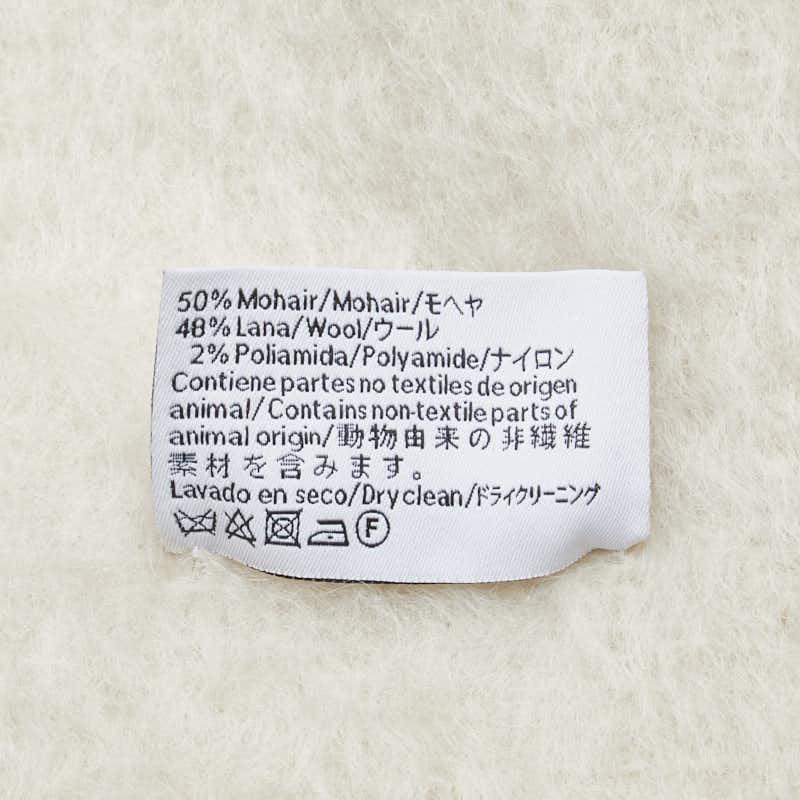 50% Mohair/Mohair/モヘヤ
48% Lana/Wool/ウール
2% Poliamida/Polyamide/ナイロン
Contiene partes no textiles de origen
animal/Contains non-textile parts of
animal origin/動物由来の非繊維
素材を含みます。
Lavado en seco/Dry clean/ドライクリーニング
F